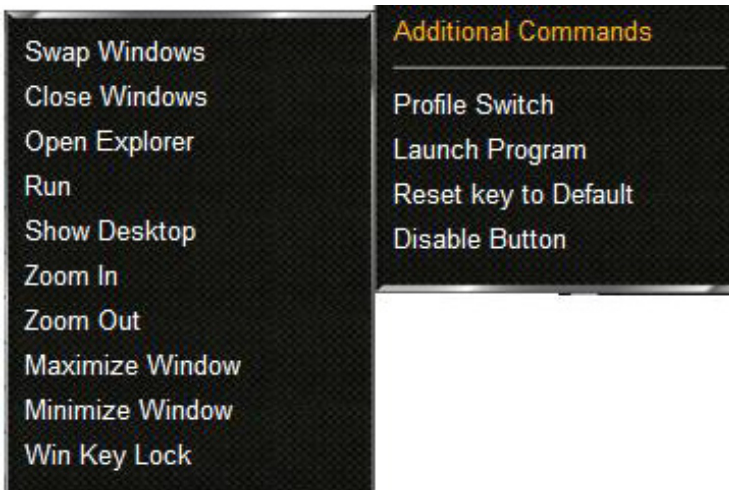 Swap Windows
Close Windows
Open Explorer
Run
Show Desktop
Zoom In
Zoom Out
Maximize Window
Minimize Window
Win Key Lock
Additional Commands
Profile Switch
Launch Program
Reset key to Default
Disable Button